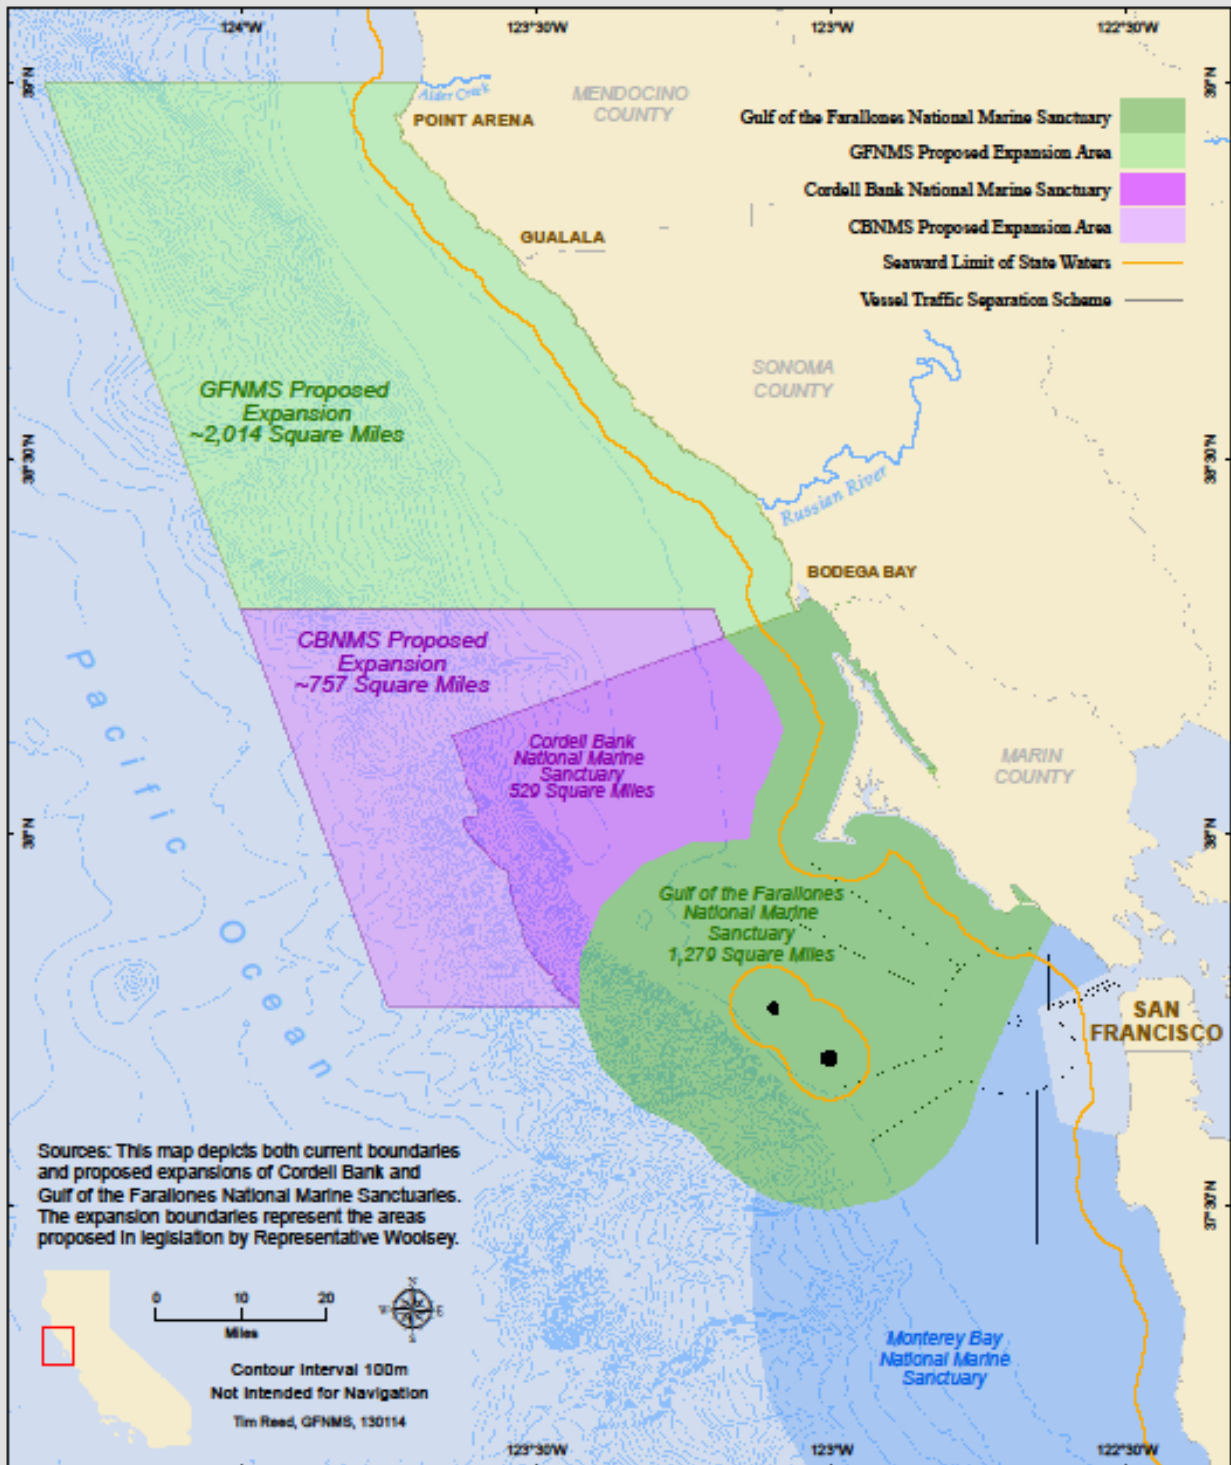 124°W 123°30'W 123°W 122°30'W
39°N
39°N
Alder Creek
POINT ARENA
MENDOCINO
COUNTY
Gulf of the Farallones National Marine Sanctuary
GFNMS Proposed Expansion Area
Cordell Bank National Marine Sanctuary
CBNMS Proposed Expansion Area
Seaward Limit of State Waters
Vessel Traffic Separation Scheme
GUALALA
SONOMA
COUNTY
GFNMS Proposed
Expansion
~2,014 Square Miles
38°30'N
38°30'N
Russian River
BODEGA BAY
CBNMS Proposed
Expansion
~757 Square Miles
Pacific Ocean
Cordell Bank
National Marine
Sanctuary
529 Square Miles
MARIN
COUNTY
38°N
38°N
Gulf of the Farallones
National Marine
Sanctuary
1,279 Square Miles
SAN
FRANCISCO
Sources: This map depicts both current boundaries
and proposed expansions of Cordell Bank and
Gulf of the Farallones National Marine Sanctuaries.
The expansion boundaries represent the areas
proposed in legislation by Representative Woolsey.
37°30'N
0 10 20
Miles
N
W E
S
Contour Interval 100m
Not Intended for Navigation
Tim Reed, GFNMS, 130114
Monterey Bay
National Marine
Sanctuary
123°30'W 123°W 122°30'W